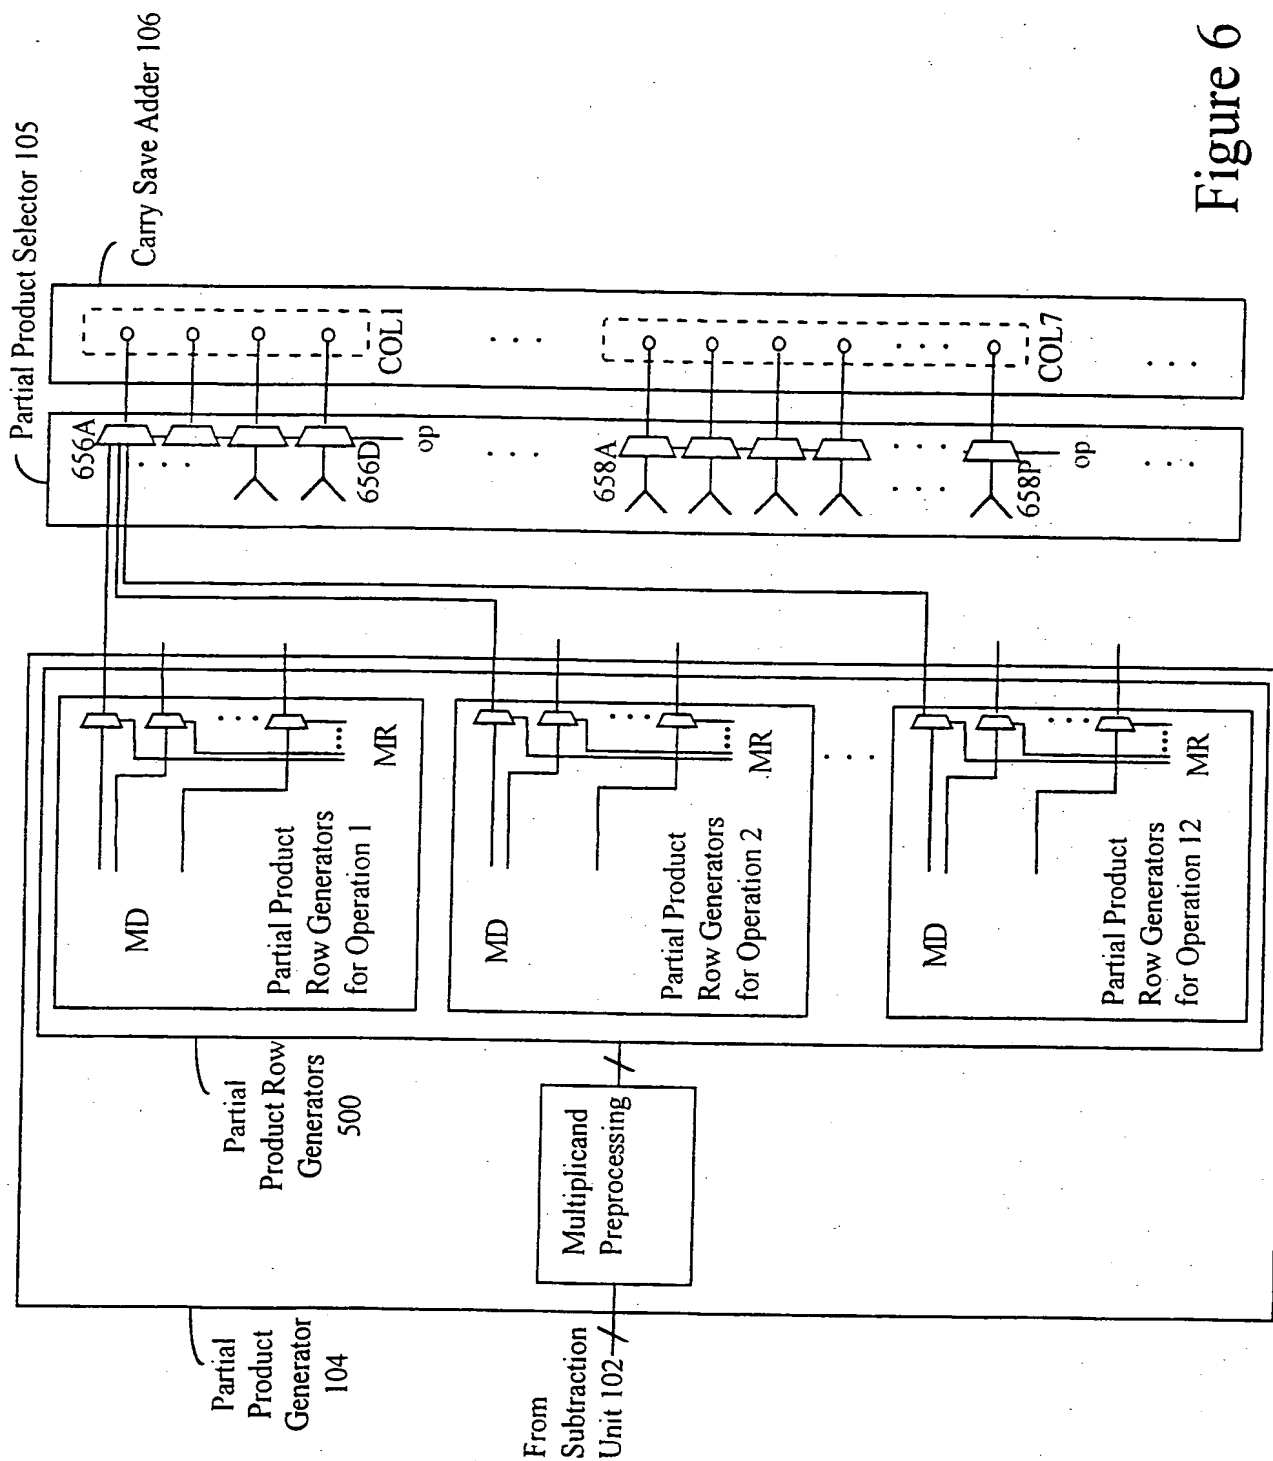 Partial Product Selector 105
Carry Save Adder 106
656A
656D
op
COL1
658A
658P
op
COL7
MD
MR
Partial Product
Row Generators
for Operation 1
MD
MR
Partial Product
Row Generators
for Operation 2
MD
MR
Partial Product
Row Generators
for Operation 12
Partial
Product Row
Generators
500
Multiplicand
Preprocessing
Partial
Product
Generator
104
From
Subtraction
Unit 102
Figure 6